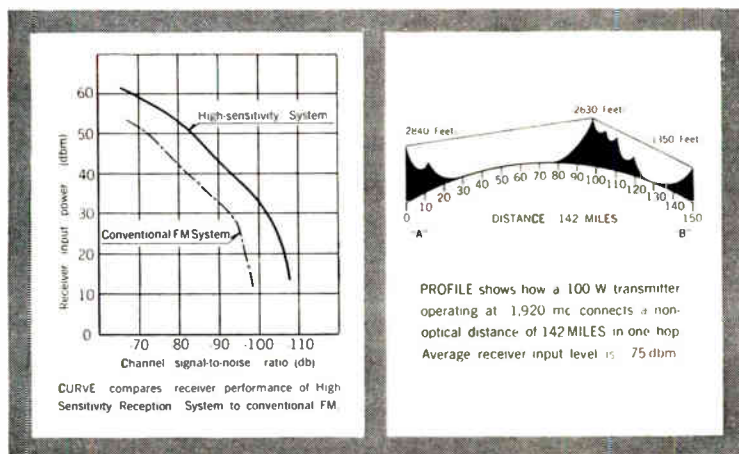 60
High-sensitivity System
50
40
30
Conventional FM System
20
10
0
Receiver input power (dbm)
-70 80 -90 -100 -110
Channel signal-to-noise ratio (db)
CURVE compares receiver performance of High
Sensitivity Reception System to conventional FM.
2630 Feet
2840 Feet
1350 Feet
0 10 20 30 40 50 60 70 80 90 100 110 120 130 140 150
DISTANCE 142 MILES
"A" B"
PROFILE shows how a 100 W transmitter
operating at 1,920 mc connects a non-
optical distance of 142 MILES in one hop
Average receiver input level is 75 dbm